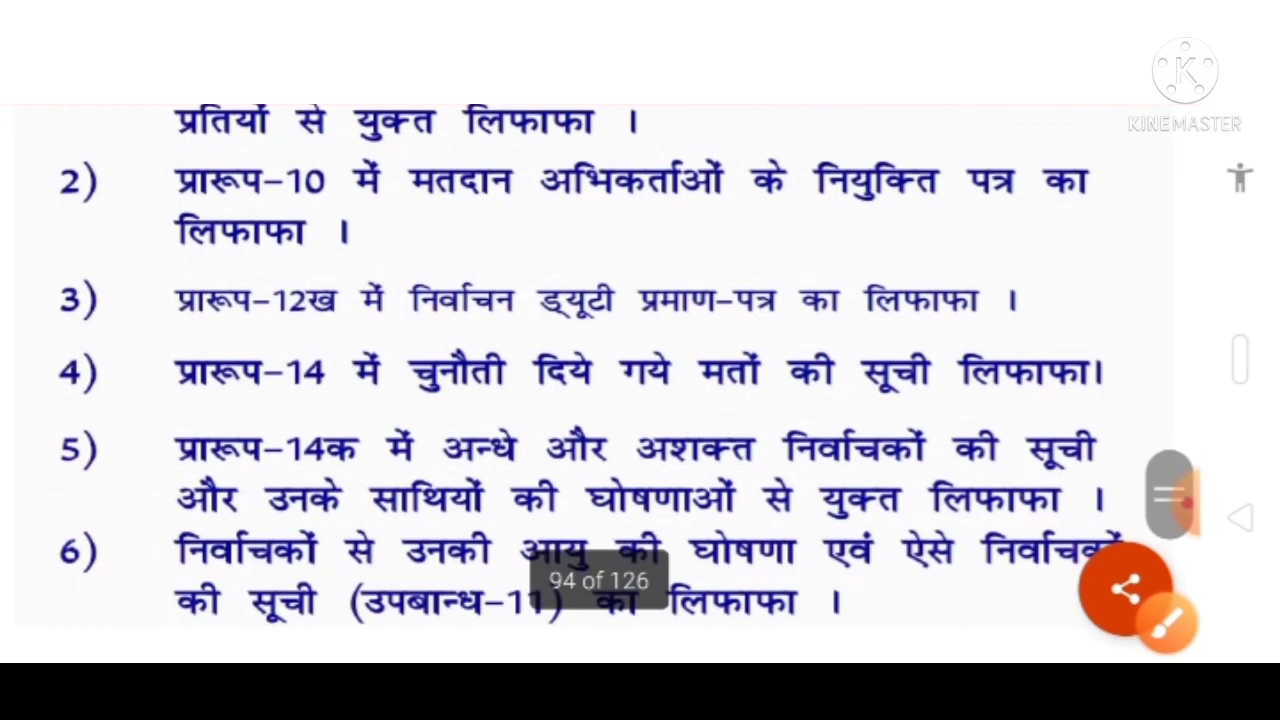 KINEMASTER
प्रतियों से युक्त लिफाफा ।
2) प्रारूप-10 में मतदान अभिकर्ताओं के नियुक्ति पत्र का
लिफाफा ।
3) प्रारूप-12ख में निर्वाचन ड्यूटी प्रमाण-पत्र का लिफाफा ।
4) प्रारूप-14 में चुनौती दिये गये मतों की सूची लिफाफा।
5) प्रारूप-14क में अन्धे और अशक्त निर्वाचकों की सूची
और उनके साथियों की घोषणाओं से युक्त लिफाफा ।
6) निर्वाचकों से उनकी आयु की घोषणा एवं ऐसे निर्वाचकों
94 of 126
की सूची (उपबान्ध-11) का लिफाफा ।